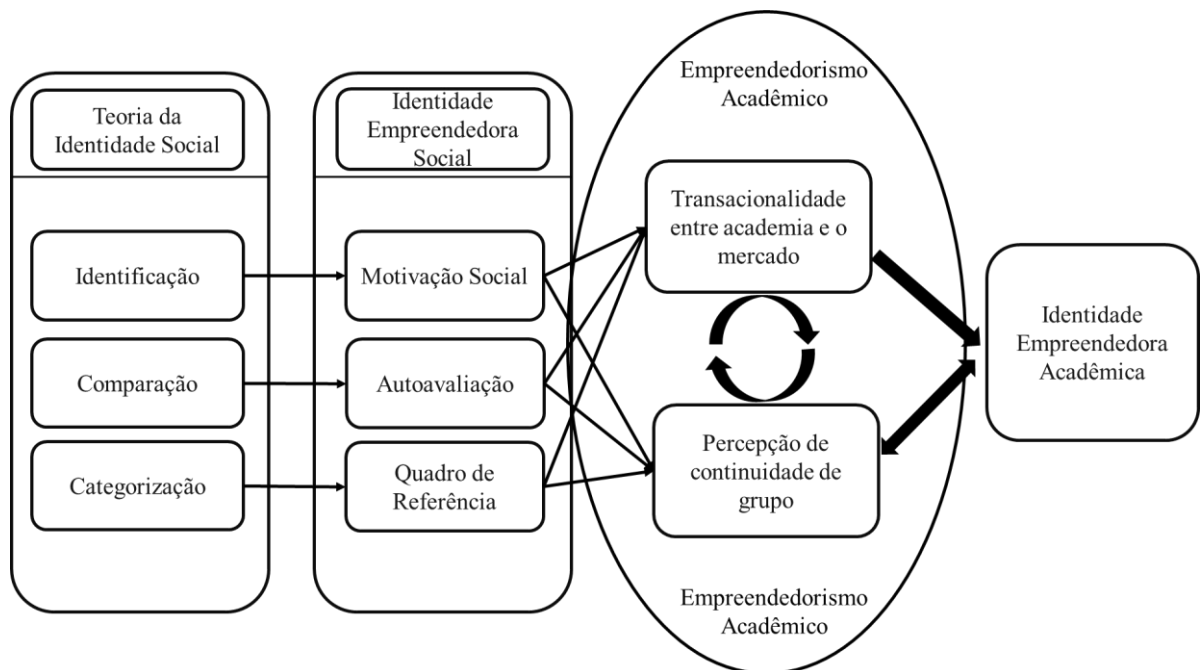 Teoria da
Identidade Social
Identificação
Comparação
Categorização
Identidade
Empreendedora
Social
Motivação Social
Autoavaliação
Quadro de
Referência
Empreendedorismo
Acadêmico
Transacionalidade
entre academia e o
mercado
Percepção de
continuidade de
grupo
Empreendedorismo
Acadêmico
Identidade
Empreendedora
Acadêmica